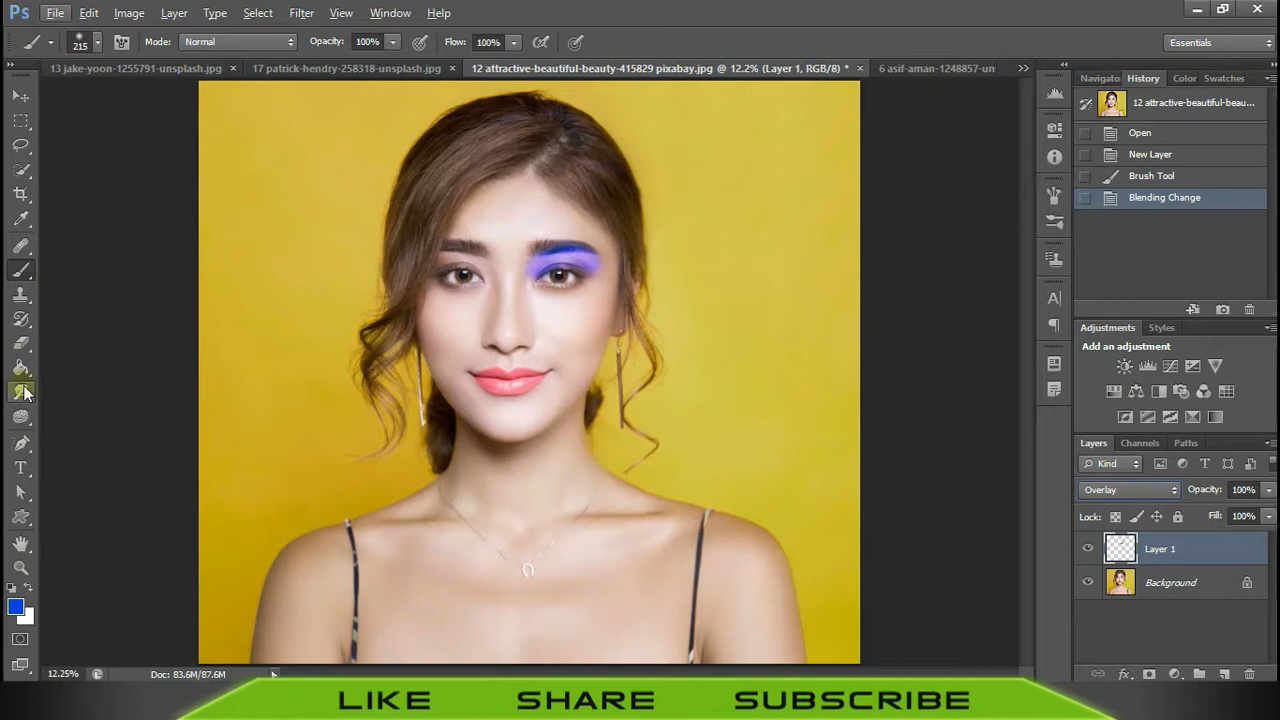 Ps File Edit Image Layer Type Select Filter View Window Help
215 Mode: Normal Opacity: 100% Flow: 100% Essentials
13 jake-yoon-1255791-unsplash.jpg × 17 patrick-hendry-258318-unsplash.jpg × 12 attractive-beautiful-beauty-415829 pixabay.jpg @ 12.2% (Layer 1, RGB/8) * × 6 asif-aman-1248857-un
Navigato History Color Swatches
12 attractive-beautiful-beau...
Open
New Layer
Brush Tool
Blending Change
Adjustments Styles
Add an adjustment
Layers Channels Paths
Kind
Overlay Opacity: 100%
Lock: Fill: 100%
Layer 1
Background
12.25% Doc: 83.6M/87.6M
LIKE SHARE SUBSCRIBE